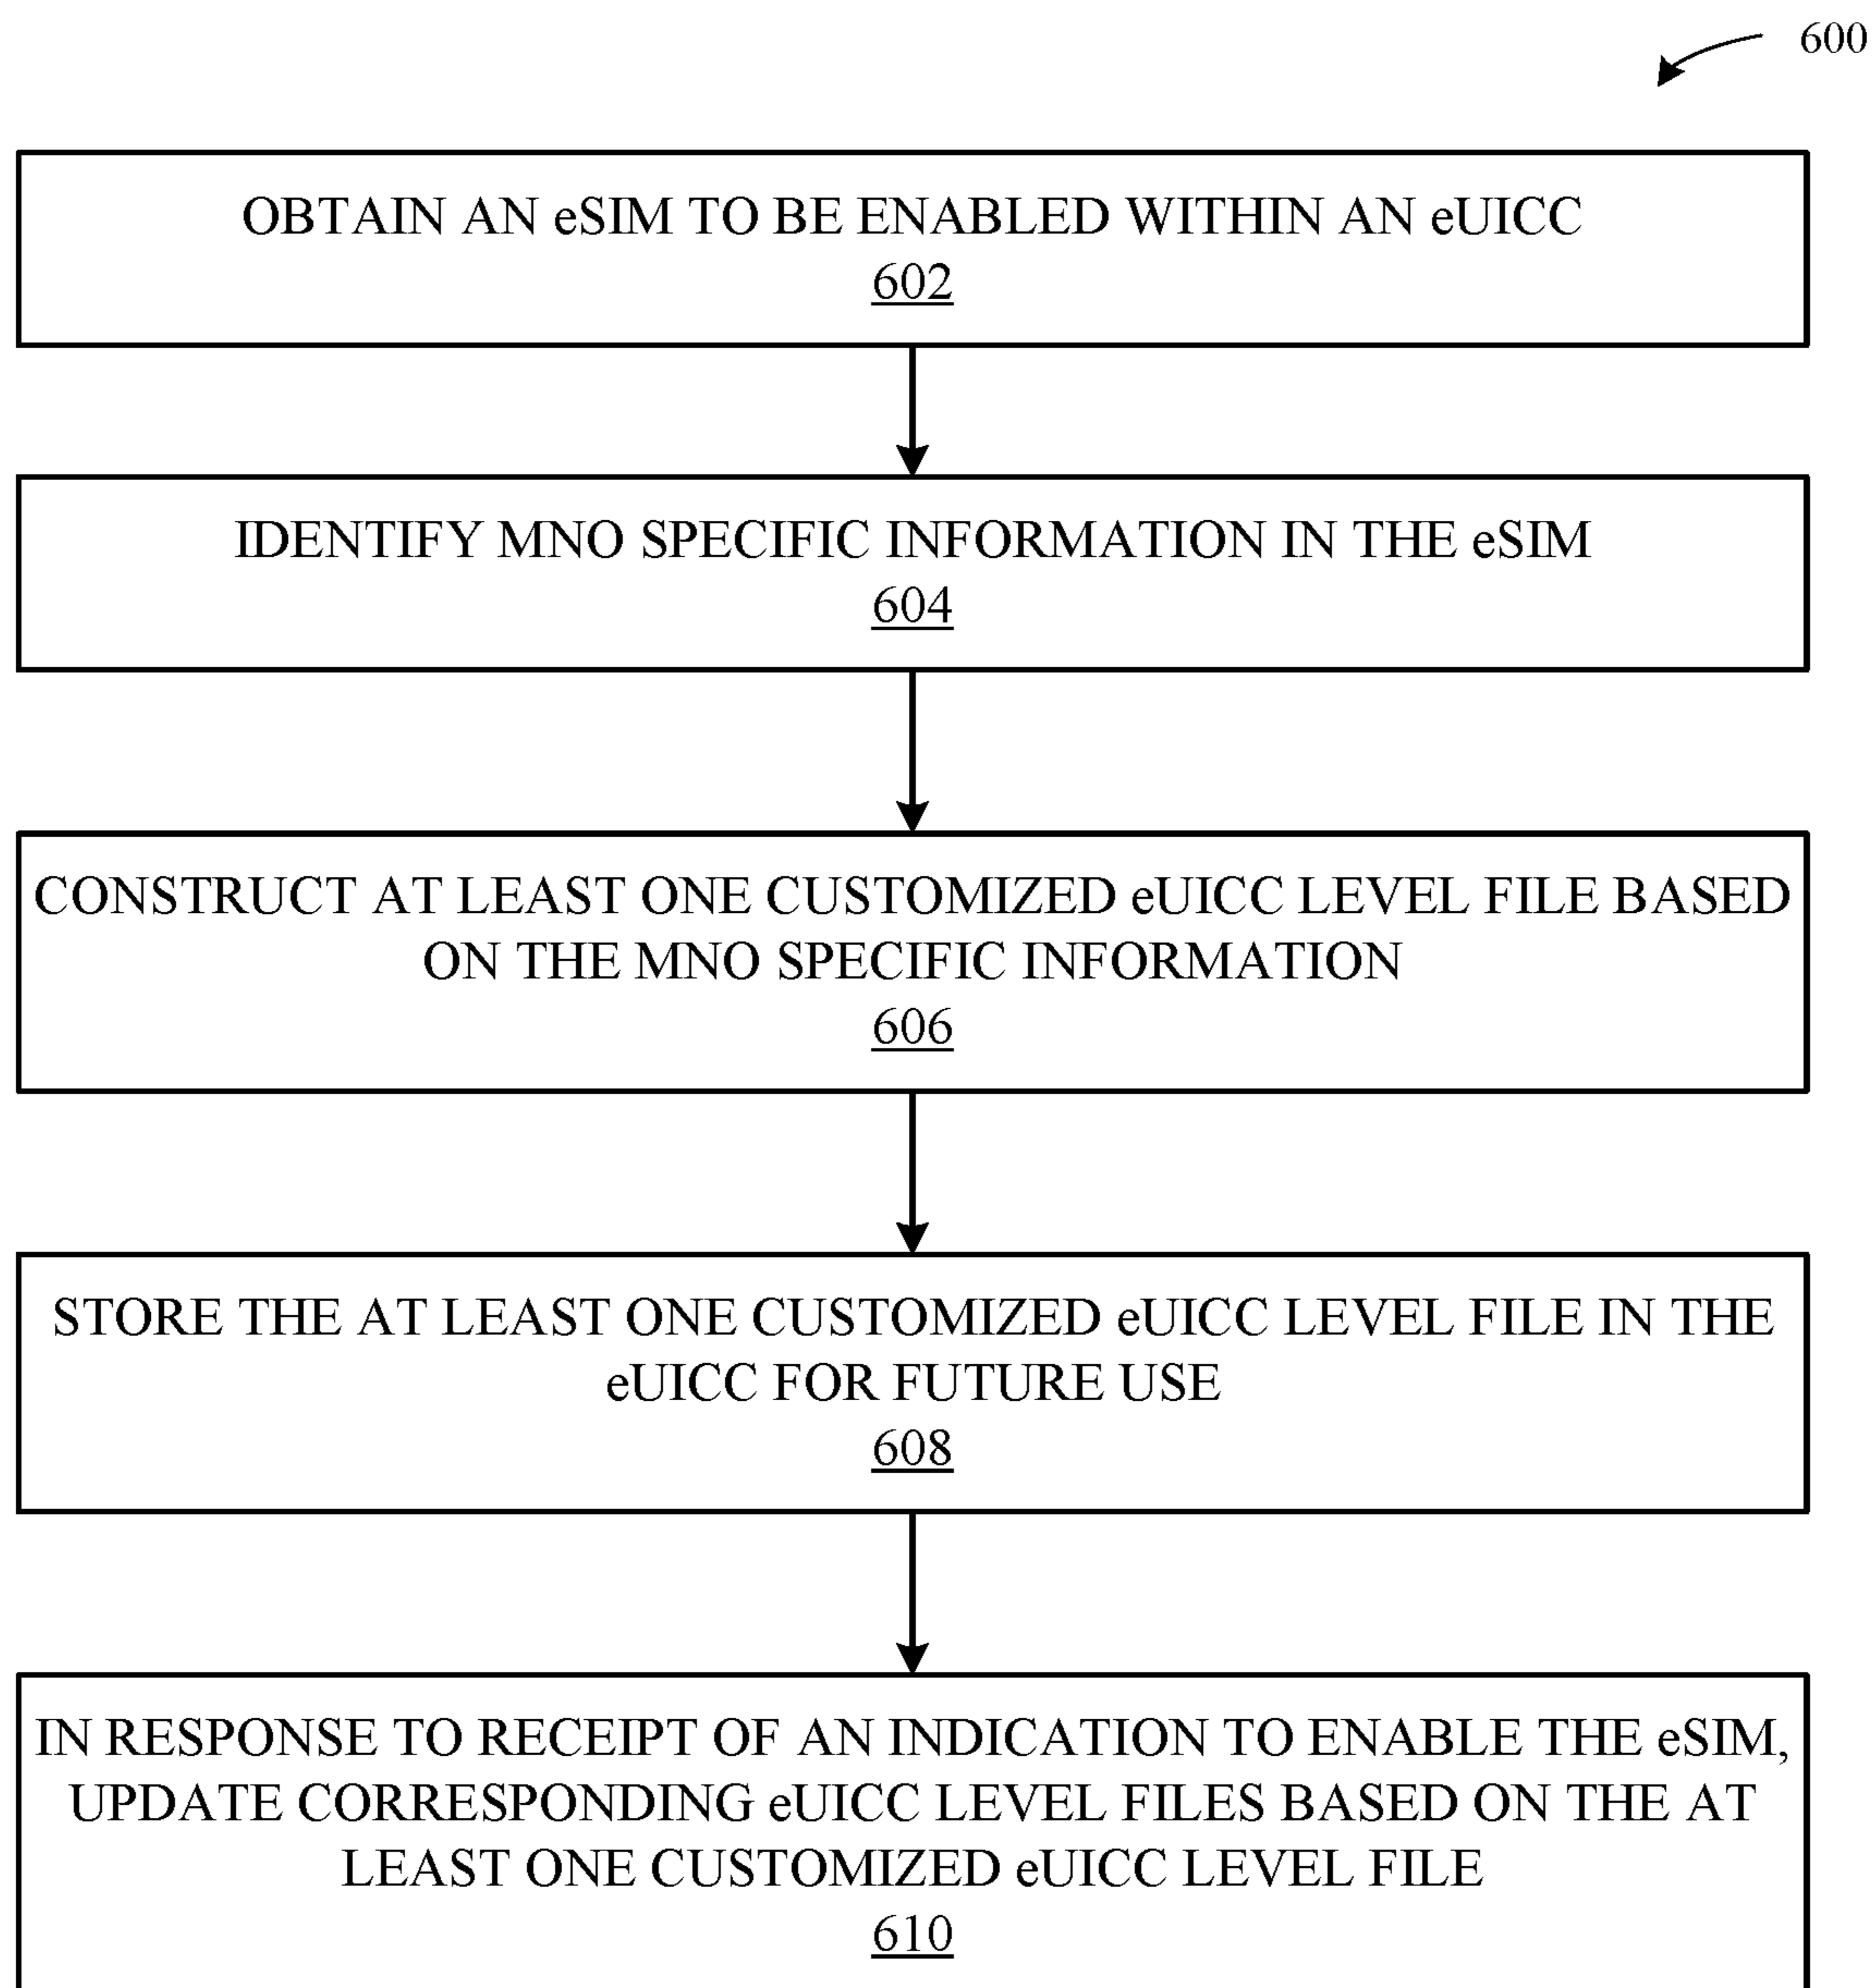 600
OBTAIN AN eSIM TO BE ENABLED WITHIN AN eUICC
602
IDENTIFY MNO SPECIFIC INFORMATION IN THE eSIM
604
CONSTRUCT AT LEAST ONE CUSTOMIZED eUICC LEVEL FILE BASED
ON THE MNO SPECIFIC INFORMATION
606
STORE THE AT LEAST ONE CUSTOMIZED eUICC LEVEL FILE IN THE
eUICC FOR FUTURE USE
608
IN RESPONSE TO RECEIPT OF AN INDICATION TO ENABLE THE eSIM,
UPDATE CORRESPONDING eUICC LEVEL FILES BASED ON THE AT
LEAST ONE CUSTOMIZED eUICC LEVEL FILE
610